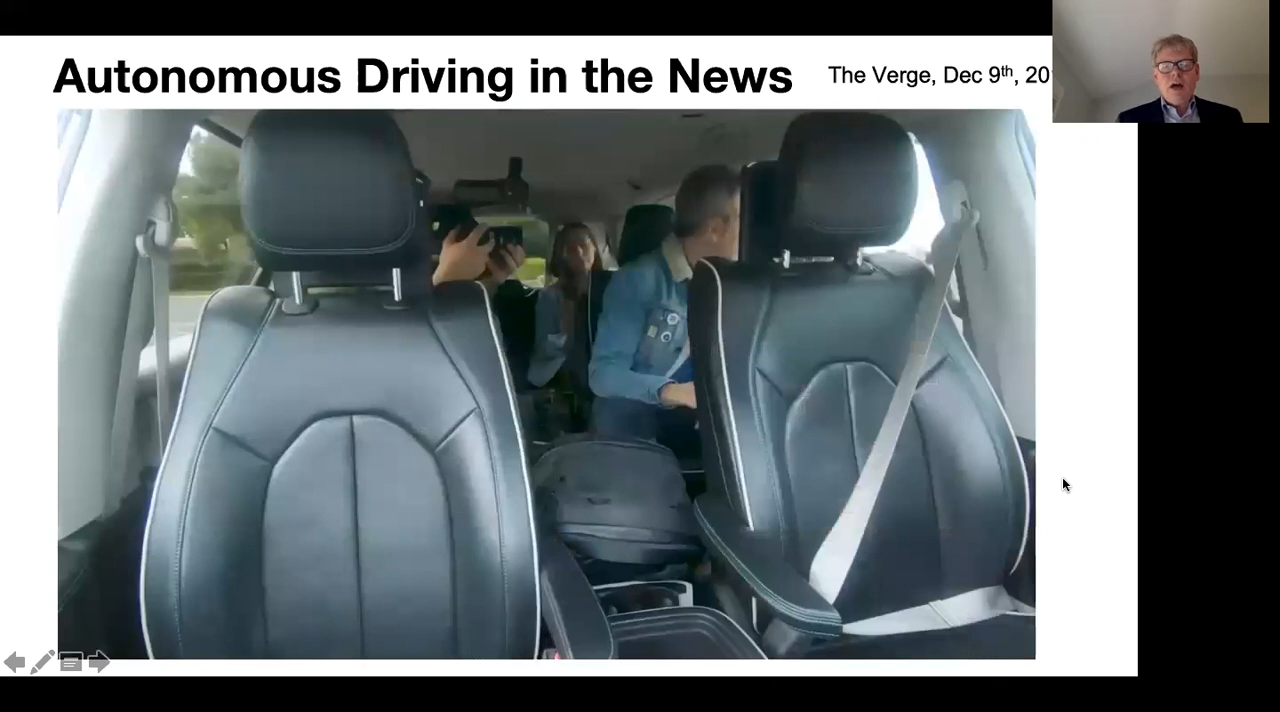 Autonomous Driving in the News
The Verge, Dec 9th, 20